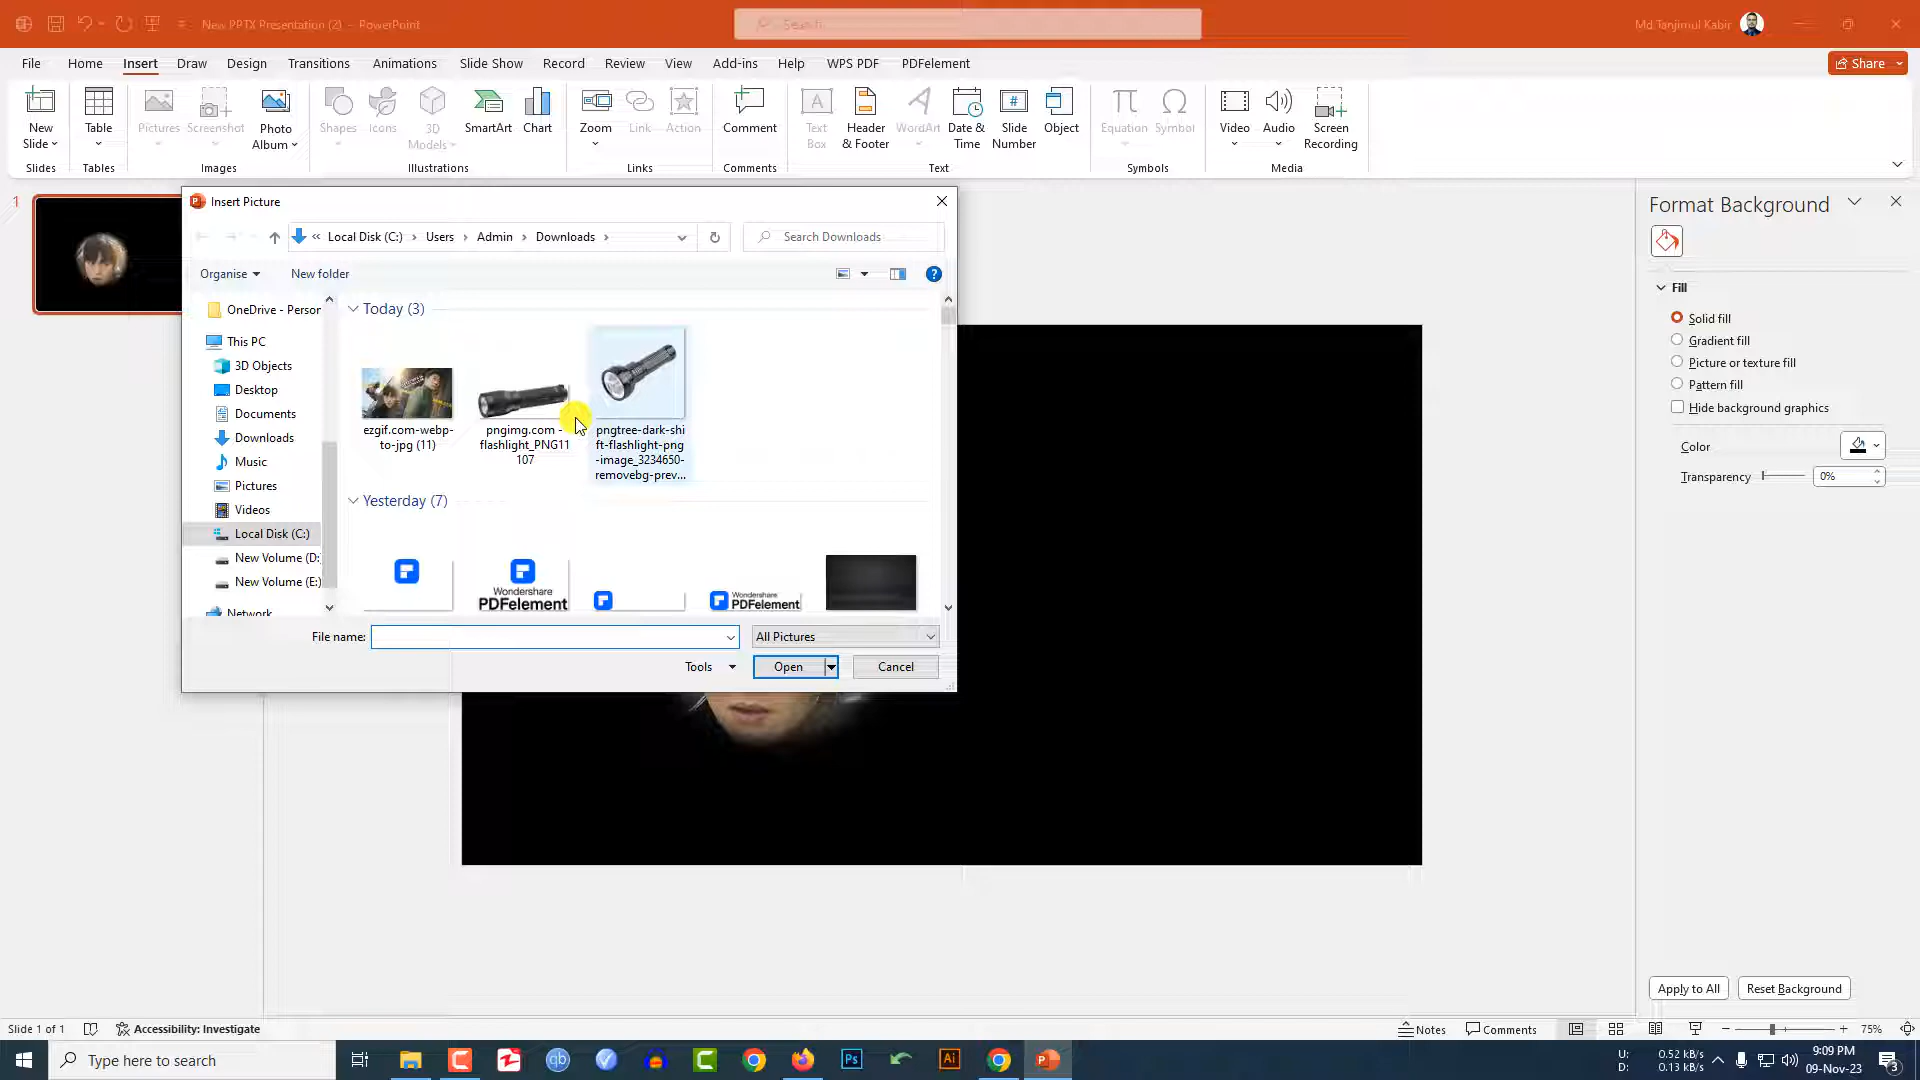 New PPTX Presentation (2) - PowerPoint
Search
Md Tanjimul Kabir
File Home Insert Draw Design Transitions Animations Slide Show Record Review View Add-ins Help WPS PDF PDFelement
Share
New Slide
Table
Pictures
Screenshot
Photo Album
Shapes
Icons
3D Models
SmartArt
Chart
Zoom
Link
Action
Comment
Text Box
Header & Footer
WordArt
Date & Time
Slide Number
Object
Equation
Symbol
Video
Audio
Screen Recording
Slides Tables Images Illustrations Links Comments Text Symbols Media
1
Insert Picture
« Local Disk (C:) › Users › Admin › Downloads ›
Search Downloads
Organise
New folder
OneDrive - Person
This PC
3D Objects
Desktop
Documents
Downloads
Music
Pictures
Videos
Local Disk (C:)
New Volume (D:
New Volume (E:)
Network
Today (3)
ezgif.com-webp-
to-jpg (11)
pngimg.com -
flashlight_PNG11
107
pngtree-dark-shi
ft-flashlight-png
-image_3234650-
removebg-prev...
Yesterday (7)
Wondershare
PDFelement
Wondershare
PDFelement
File name:
All Pictures
Tools
Open
Cancel
Format Background
Fill
Solid fill
Gradient fill
Picture or texture fill
Pattern fill
Hide background graphics
Color
Transparency
0%
Apply to All
Reset Background
Slide 1 of 1
Accessibility: Investigate
Notes
Comments
75%
Type here to search
U: 0.52 kB/s
D: 0.13 kB/s
9:09 PM
09-Nov-23
3